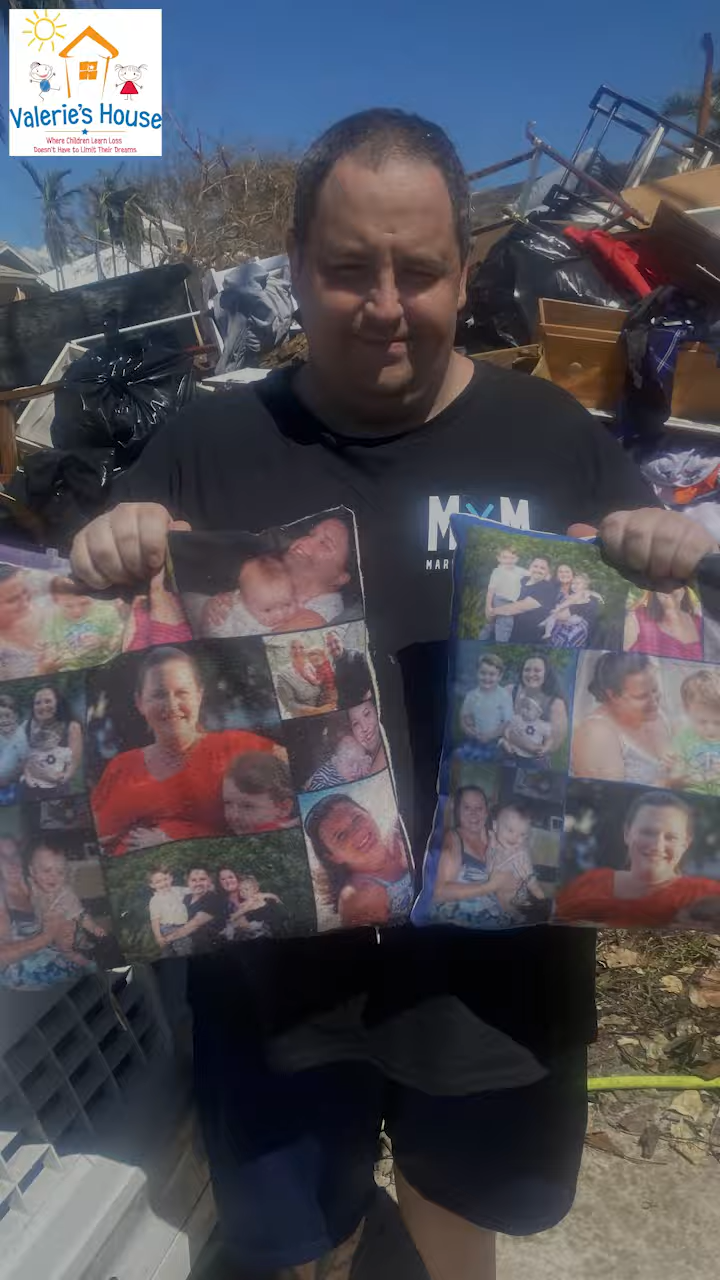 Valerie's House
Where Children Learn Loss
Doesn't Have to Limit Their Dreams
M M